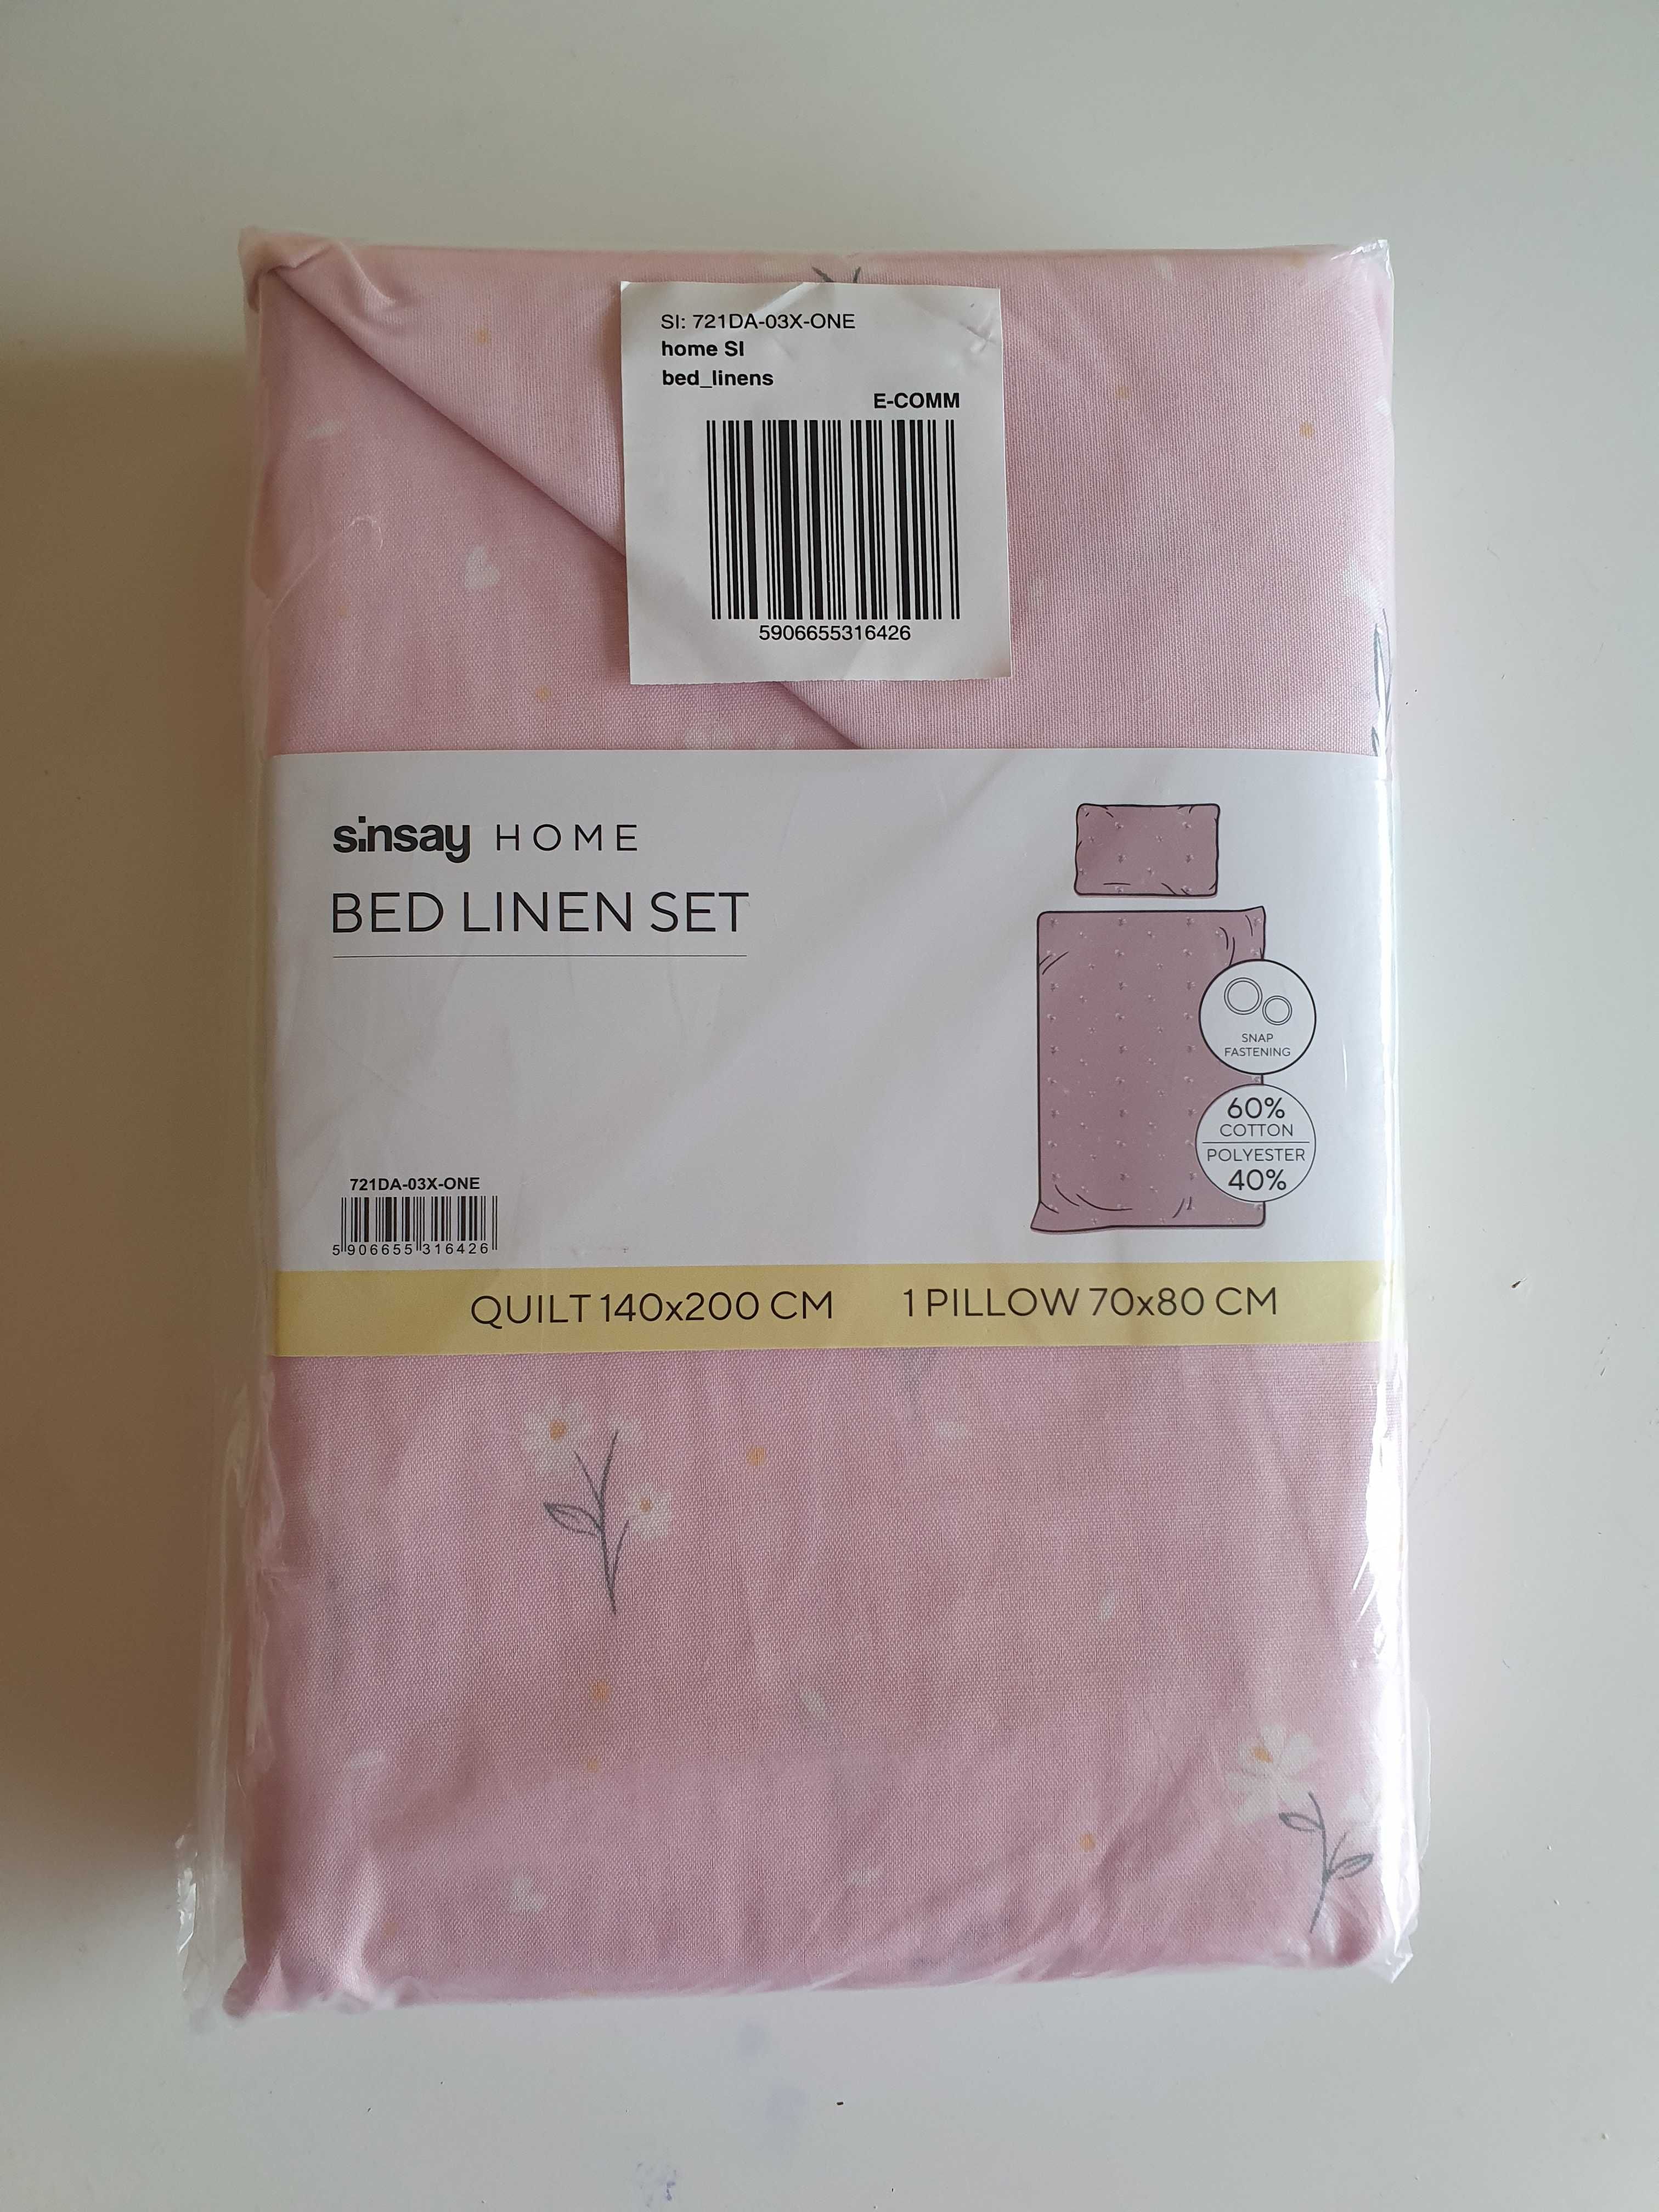 SI: 721DA-03X-ONE
home SI
bed_linens
E-COMM
5906655316426
sinsay HOME
BED LINEN SET
SNAP
FASTENING
60%
COTTON
POLYESTER
40%
721DA-03X-ONE
5 906655 316426
QUILT 140x200 CM 1 PILLOW 70x80 CM